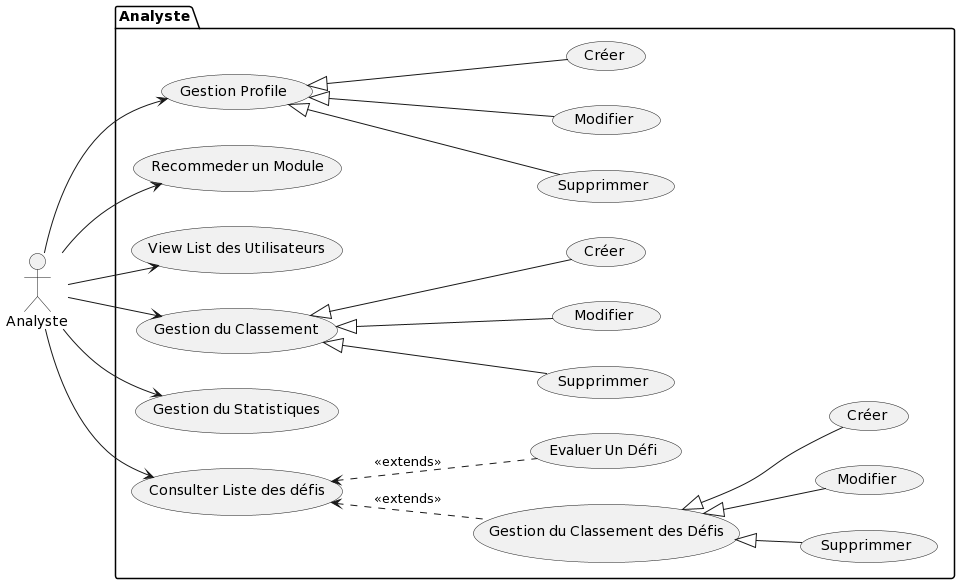 Analyste
Créer
Gestion Profile
Modifier
Recommeder un Module
Supprimmer
View List des Utilisateurs
Créer
Analyste
Gestion du Classement
Modifier
Supprimmer
Gestion du Statistiques
Créer
Evaluer Un Défi
«extends»
Modifier
Consulter Liste des défis
«extends»
Gestion du Classement des Défis
Supprimmer